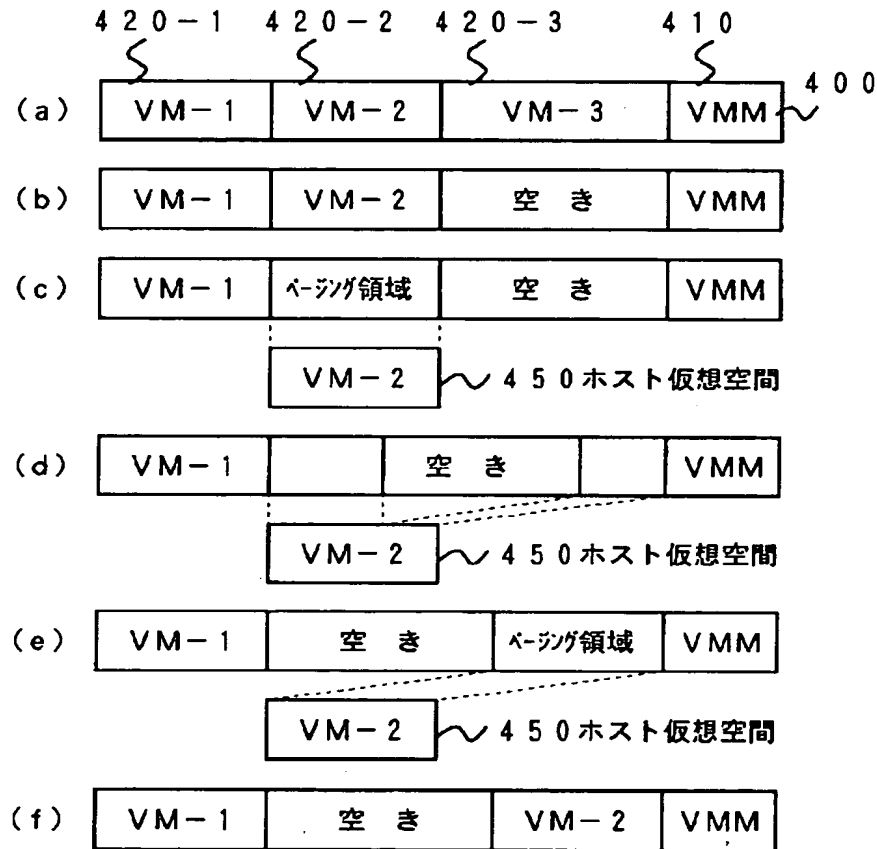 420-1 420-2 420-3 410
400
(a) VM-1 VM-2 VM-3 VMM
(b) VM-1 VM-2 空き VMM
(c) VM-1 ページング領域 空き VMM
VM-2 450ホスト仮想空間
(d) VM-1 空き VMM
VM-2 450ホスト仮想空間
(e) VM-1 空き ページング領域 VMM
VM-2 450ホスト仮想空間
(f) VM-1 空き VM-2 VMM